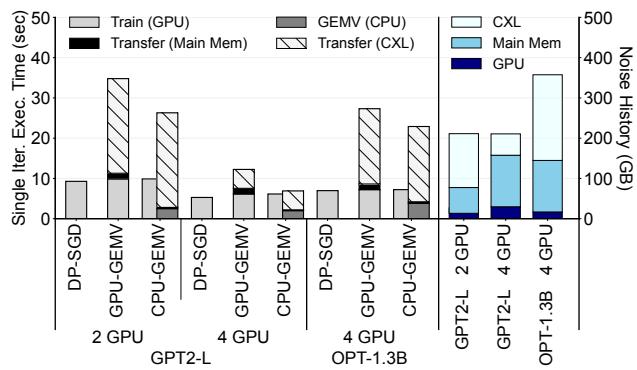 Single Iter. Exec. Time (sec)
50
40
30
20
10
0
Train (GPU)
Transfer (Main Mem)
GEMV (CPU)
Transfer (CXL)
CXL
Main Mem
GPU
500
400
300
200
100
0
Noise History (GB)
DP-SGD
GPU-GEMV
CPU-GEMV
DP-SGD
GPU-GEMV
CPU-GEMV
DP-SGD
GPU-GEMV
CPU-GEMV
2 GPU
4 GPU
4 GPU
GPT2-L
OPT-1.3B
GPT2-L 2 GPU
GPT2-L 4 GPU
OPT-1.3B 4 GPU